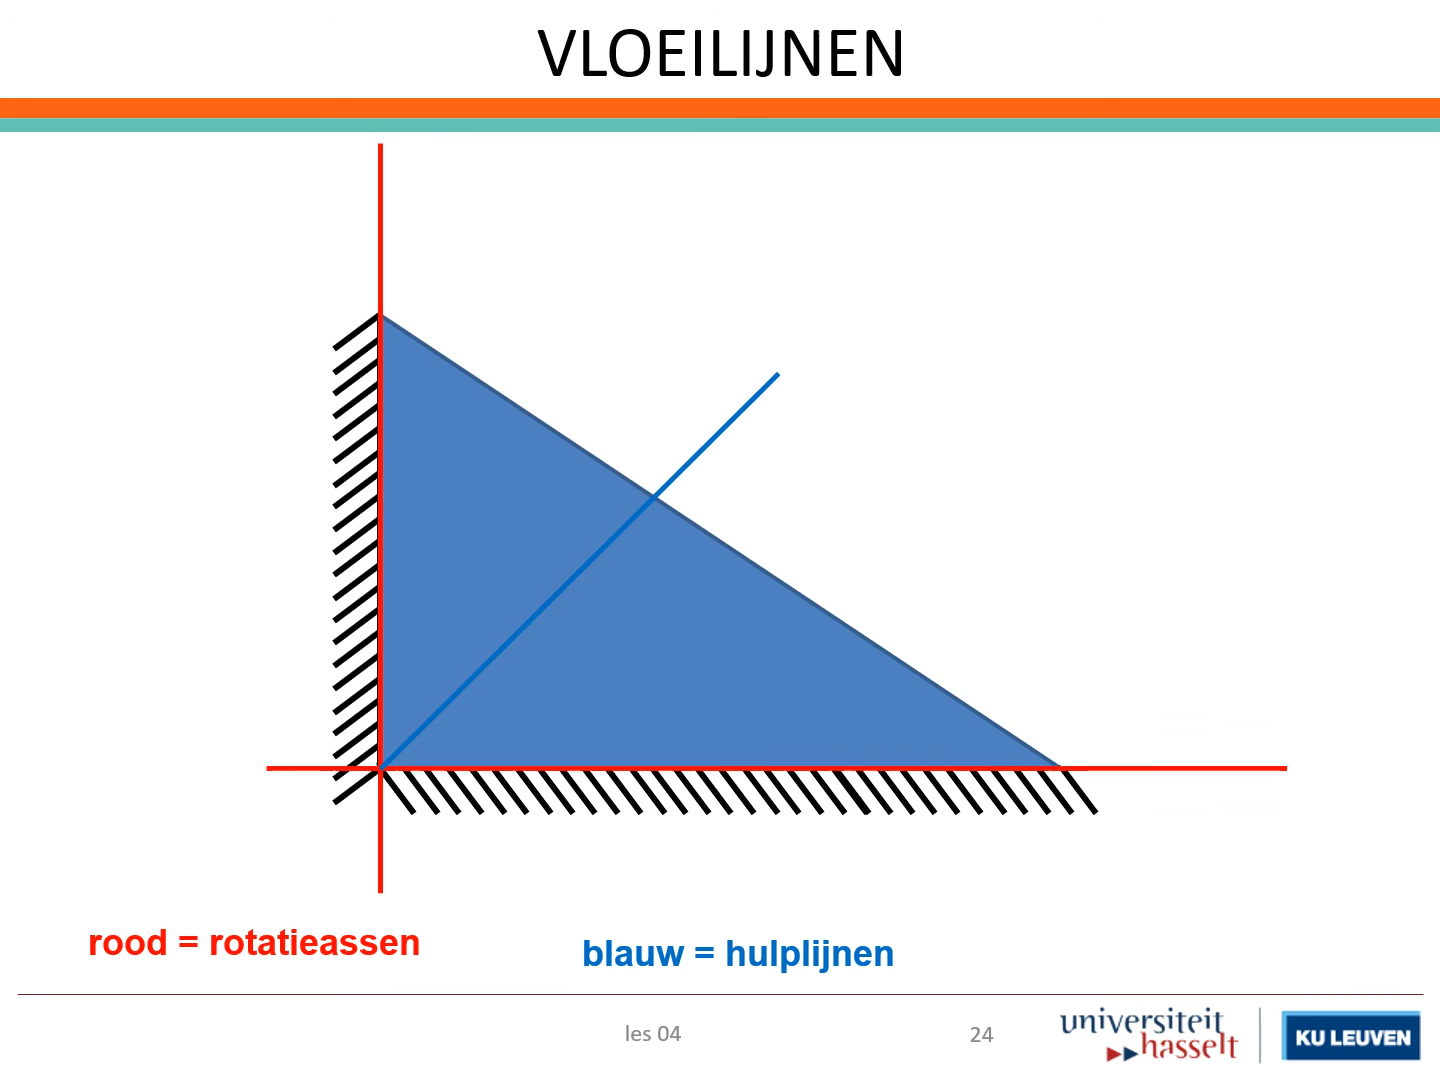 VLOEILIJNEN
rood = rotatieassen
blauw = hulplijnen
les 04
24
universiteit
hasselt
KU LEUVEN